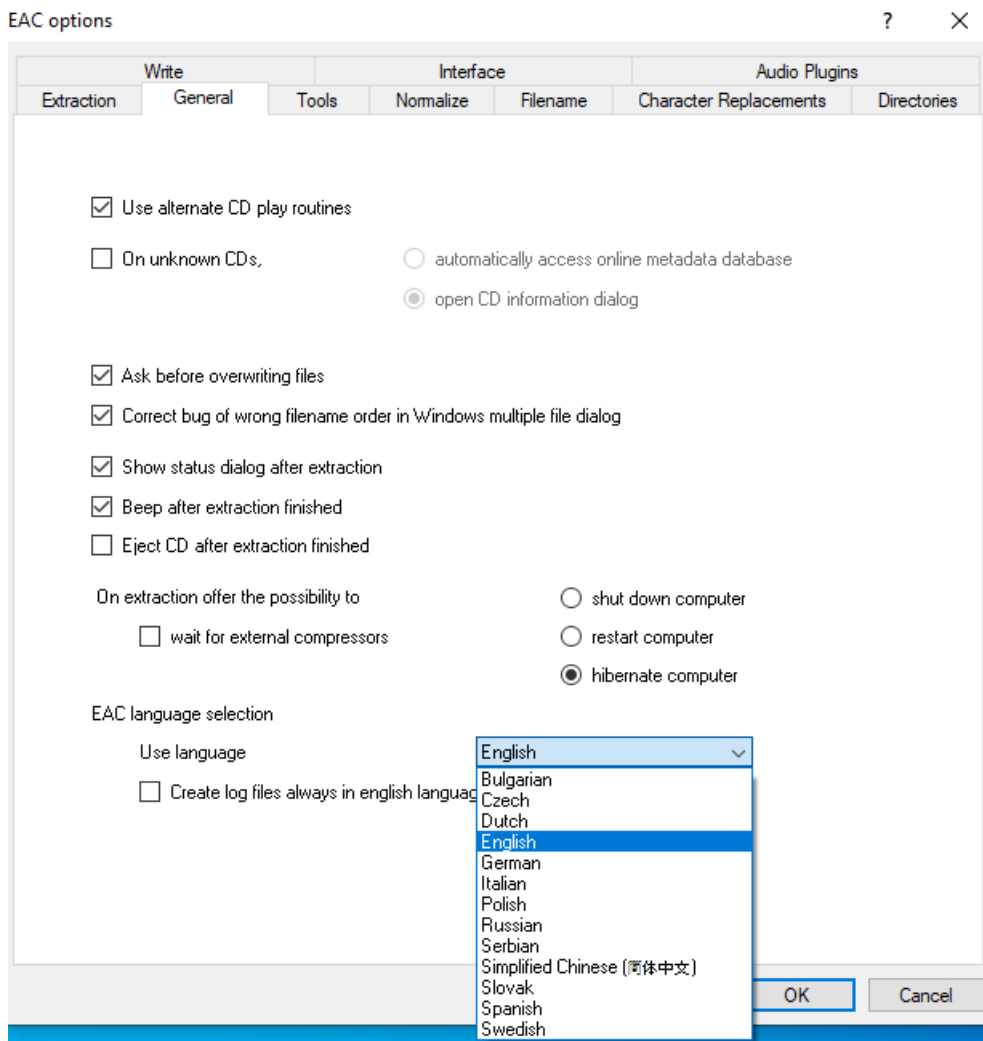 EAC options
Write Interface Audio Plugins
Extraction General Tools Normalize Filename Character Replacements Directories
Use alternate CD play routines
On unknown CDs, automatically access online metadata database
open CD information dialog
Ask before overwriting files
Correct bug of wrong filename order in Windows multiple file dialog
Show status dialog after extraction
Beep after extraction finished
Eject CD after extraction finished
On extraction offer the possibility to shut down computer
wait for external compressors restart computer
hibernate computer
EAC language selection
Use language English
Create log files always in english languag
Bulgarian
Czech
Dutch
English
German
Italian
Polish
Russian
Serbian
Simplified Chinese (简体中文)
Slovak
Spanish
Swedish
OK Cancel